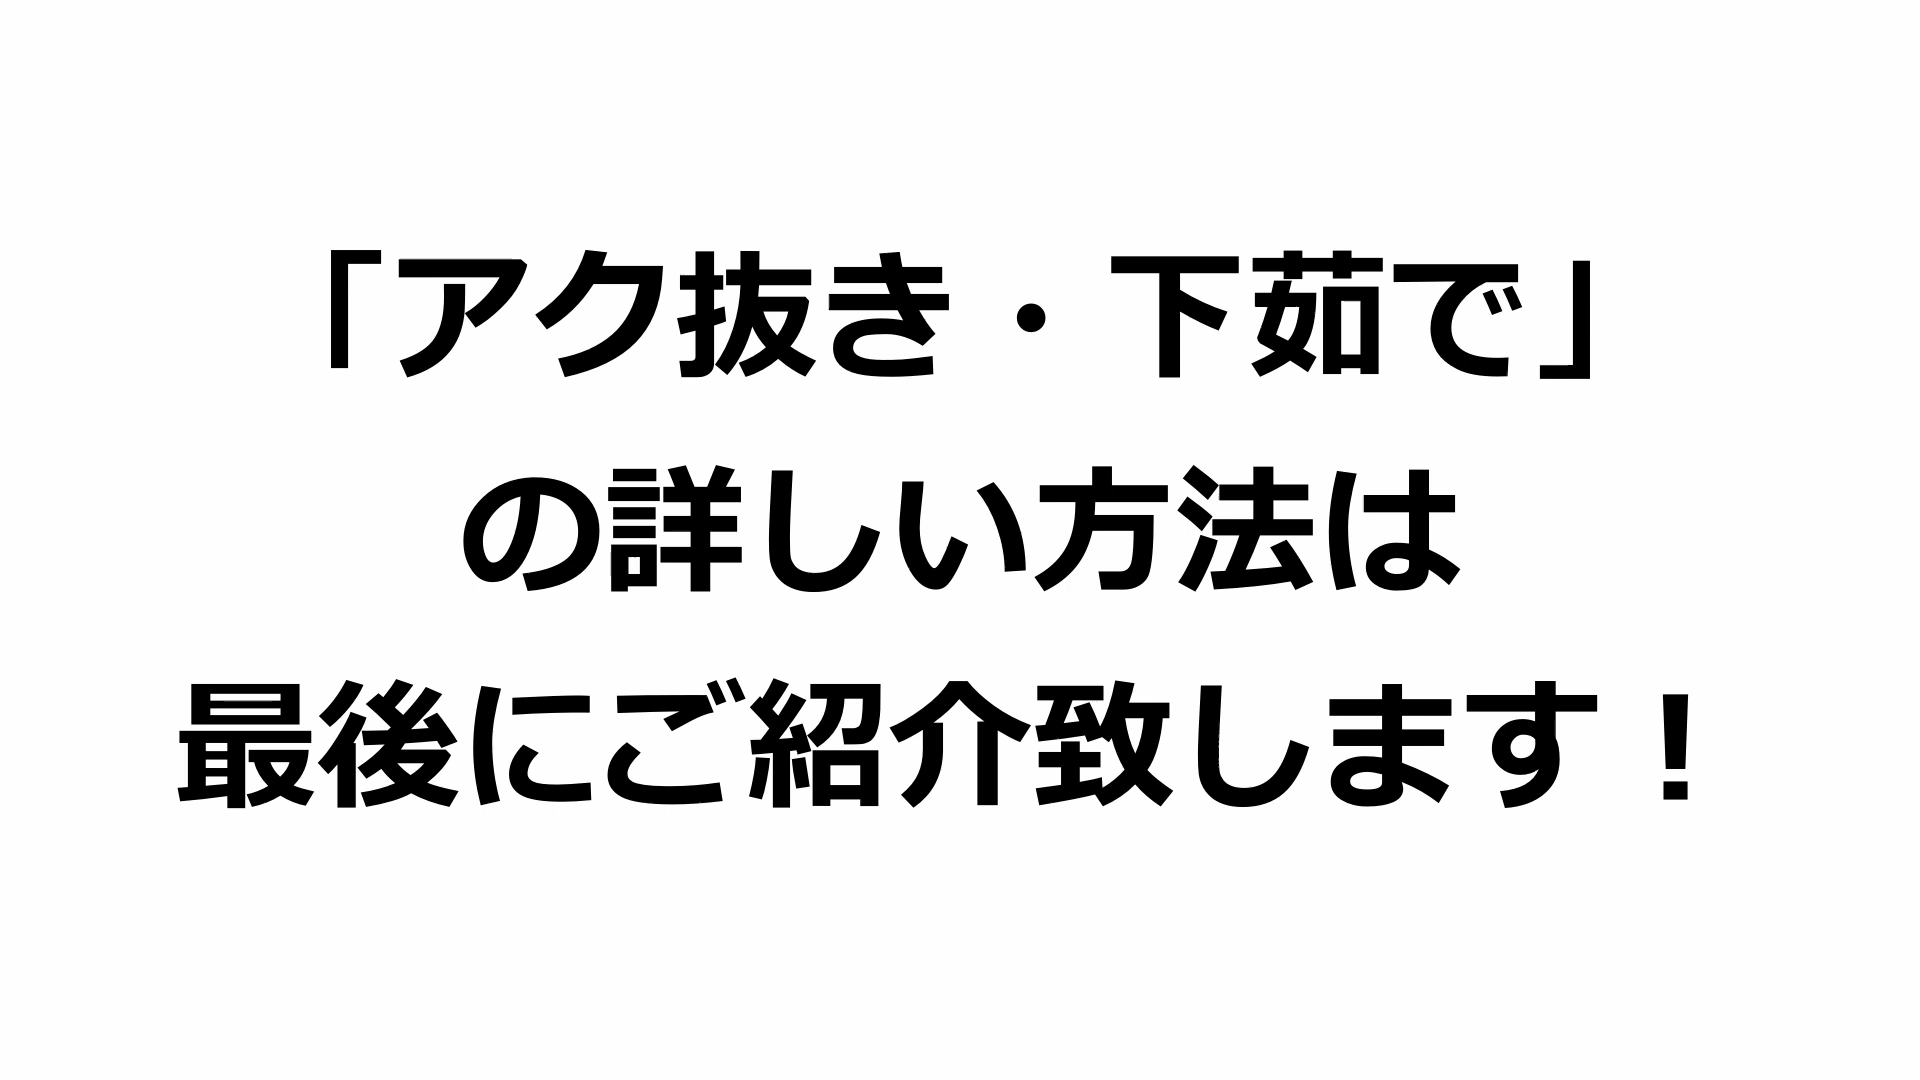 「アク抜き・下茹で」
の詳しい方法は
最後にご紹介致します！